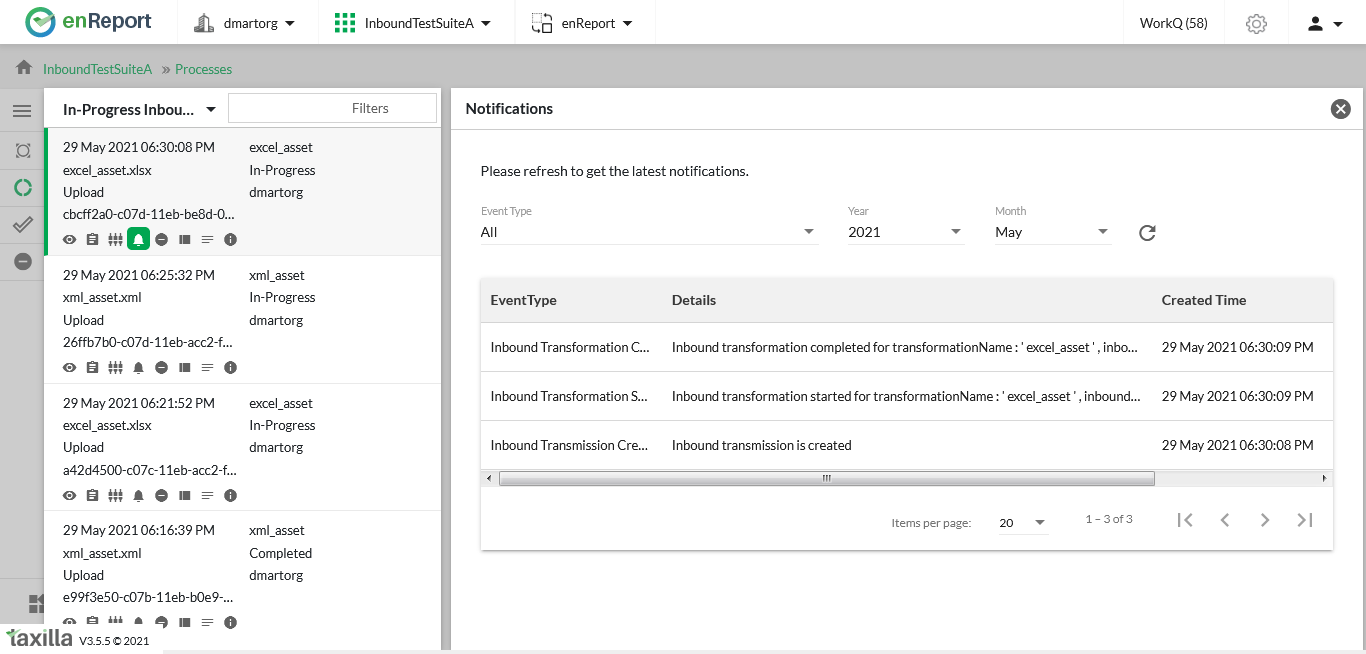 enReport dmartorg InboundTestSuiteA enReport WorkQ (58)
InboundTestSuiteA » Processes
In-Progress Inbou... Filters
29 May 2021 06:30:08 PM excel_asset
excel_asset.xlsx In-Progress
Upload dmartorg
cbcff2a0-c07d-11eb-be8d-0...
29 May 2021 06:25:32 PM xml_asset
xml_asset.xml In-Progress
Upload dmartorg
26ffb7b0-c07d-11eb-acc2-f...
29 May 2021 06:21:52 PM excel_asset
excel_asset.xlsx In-Progress
Upload dmartorg
a42d4500-c07c-11eb-acc2-f...
29 May 2021 06:16:39 PM xml_asset
xml_asset.xml Completed
Upload dmartorg
e99f3e50-c07b-11eb-b0e9-...
taxilla V3.5.5 © 2021
Notifications
Please refresh to get the latest notifications.
Event Type Year Month
All 2021 May
EventType Details Created Time
Inbound Transformation C... Inbound transformation completed for transformationName : ' excel_asset ' , inbo... 29 May 2021 06:30:09 PM
Inbound Transformation S... Inbound transformation started for transformationName : ' excel_asset ' , inbound... 29 May 2021 06:30:09 PM
Inbound Transmission Cre... Inbound transmission is created 29 May 2021 06:30:08 PM
Items per page: 20 1 – 3 of 3